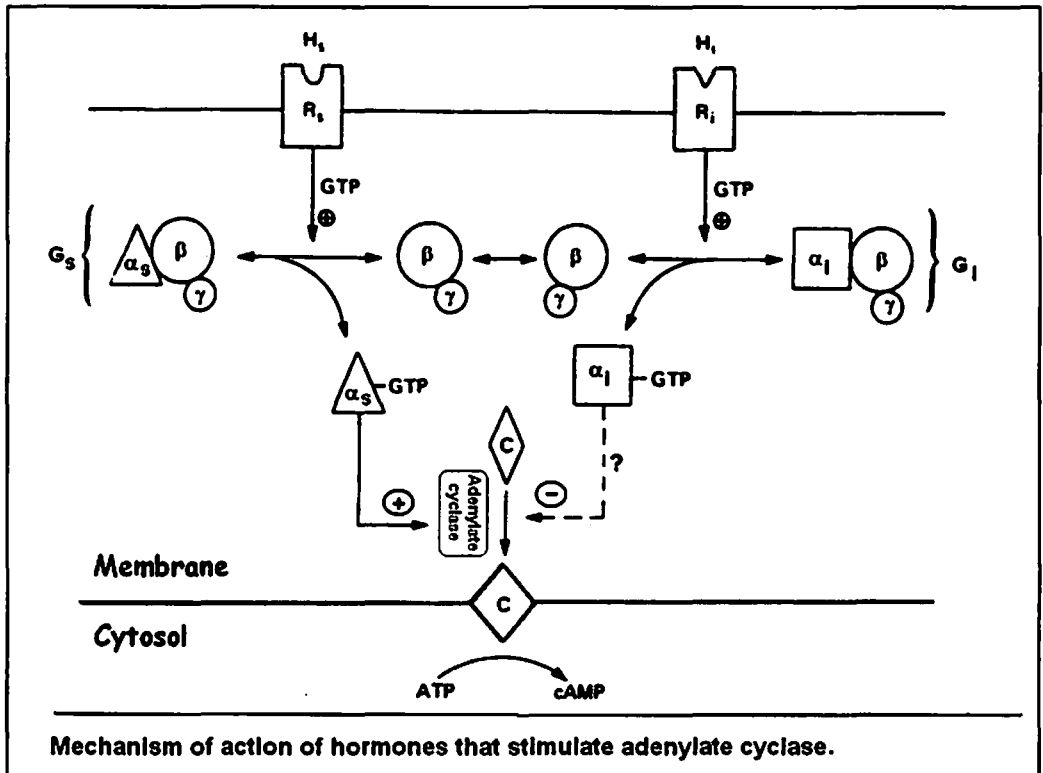 Hs Hi
Rs Ri
GTP GTP
⊕ ⊕
Gs { αs β γ β γ β γ αi β γ } Gi
αs -GTP αi -GTP
C
?
+ Adenylate cyclase −
Membrane
C
Cytosol
ATP cAMP
Mechanism of action of hormones that stimulate adenylate cyclase.